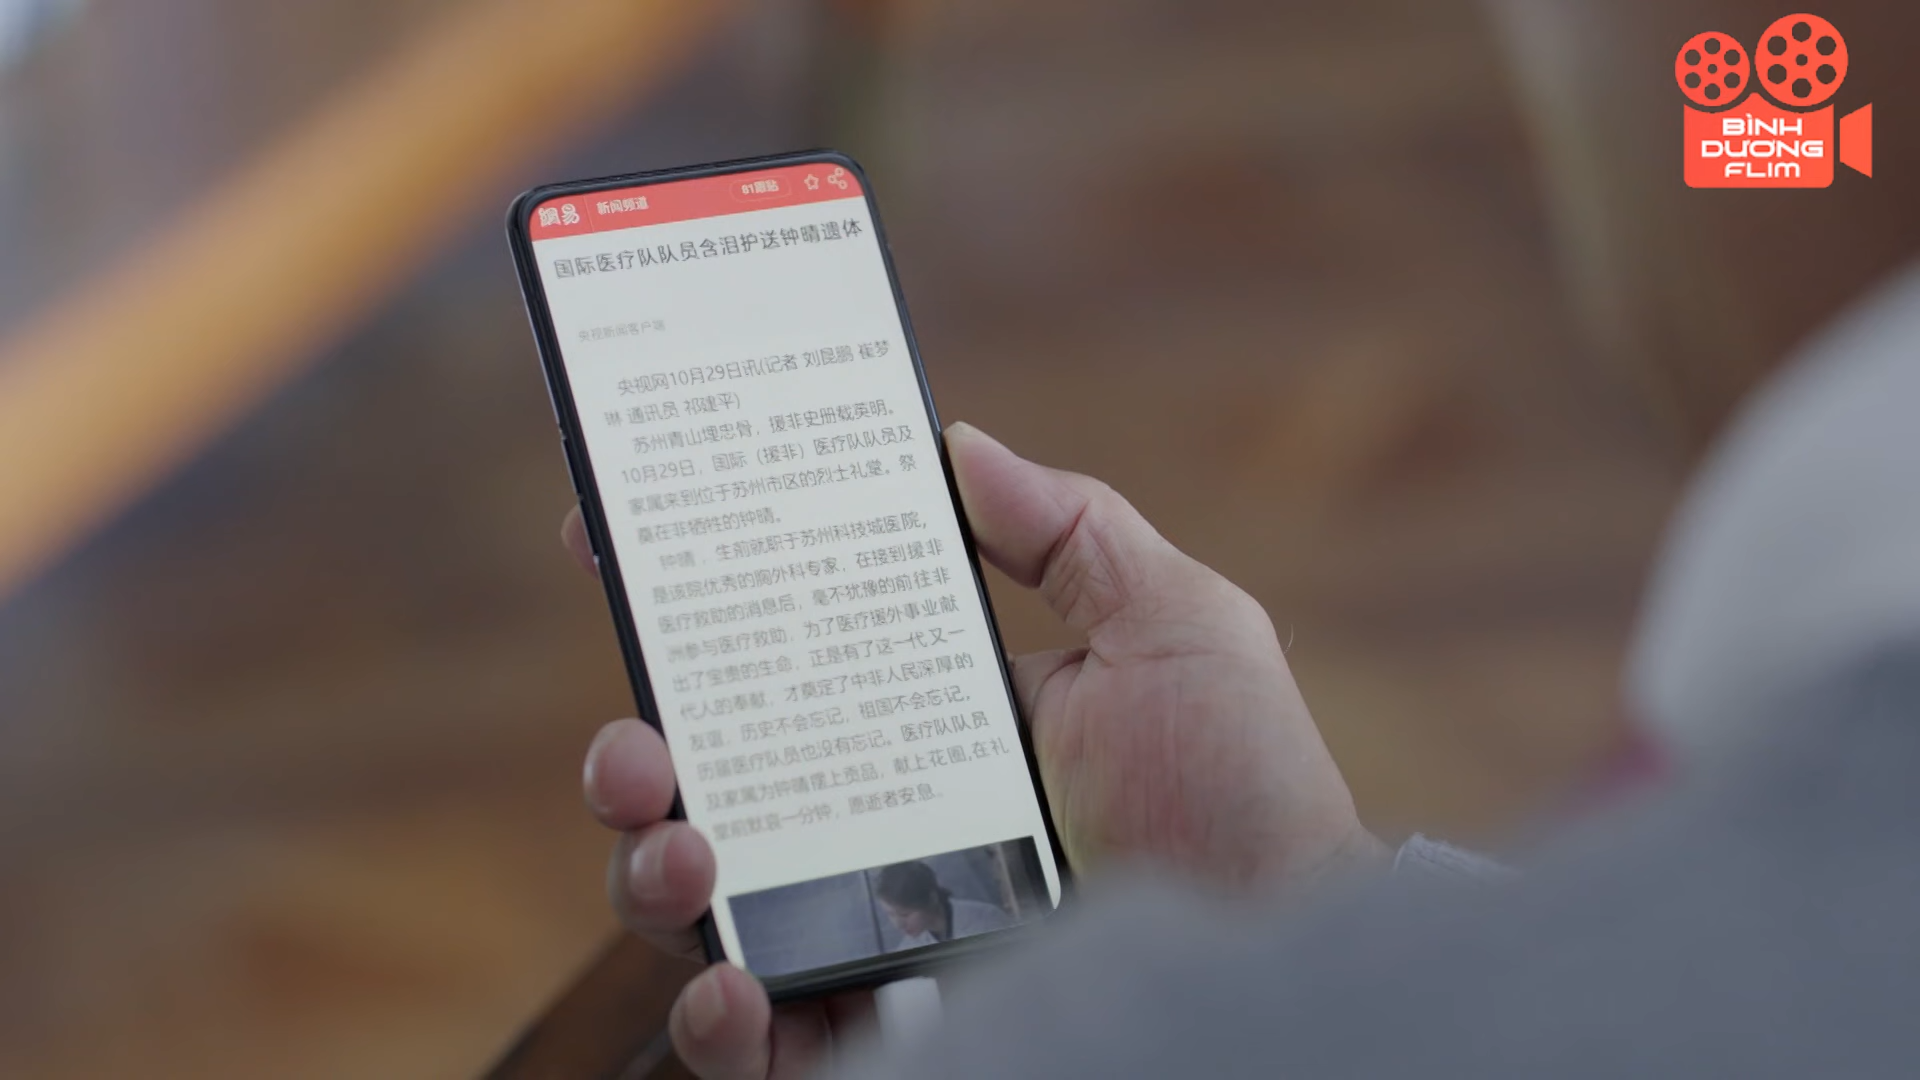 網易 新闻频道 81跟贴
国际医疗队队员含泪护送钟晴遗体
央视新闻客户端
央视网10月29日讯(记者 刘昆鹏 崔梦
琳 通讯员 祁建平)
苏州青山埋忠骨，援非史册载英明。
10月29日，国际（援非）医疗队队员及
家属来到位于苏州市区的烈士礼堂。祭
奠在非牺牲的钟晴。
钟晴，生前就职于苏州科技城医院，
是该院优秀的胸外科专家，在接到援非
医疗救助的消息后，毫不犹豫的前往非
洲参与医疗救助，为了医疗援外事业献
出了宝贵的生命，正是有了这一代又一
代人的奉献，才奠定了中非人民深厚的
友谊，历史不会忘记，祖国不会忘记，
历届医疗队员也没有忘记。医疗队队员
及家属为钟晴摆上贡品，献上花圈,在礼
堂前默哀一分钟，愿逝者安息..
BÌNH
DƯƠNG
FLIM